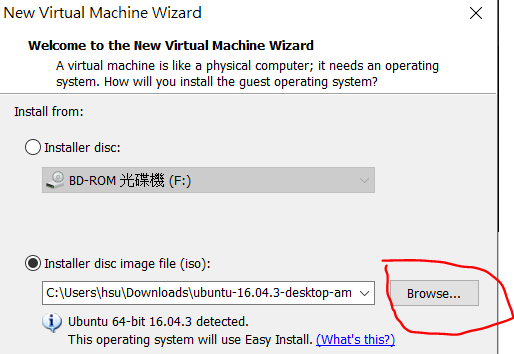 New Virtual Machine Wizard
Welcome to the New Virtual Machine Wizard
A virtual machine is like a physical computer; it needs an operating
system. How will you install the guest operating system?
Install from:
Installer disc:
BD-ROM 光碟機 (F:)
Installer disc image file (iso):
C:\Users\hsu\Downloads\ubuntu-16.04.3-desktop-am
Browse...
Ubuntu 64-bit 16.04.3 detected.
This operating system will use Easy Install. (What's this?)